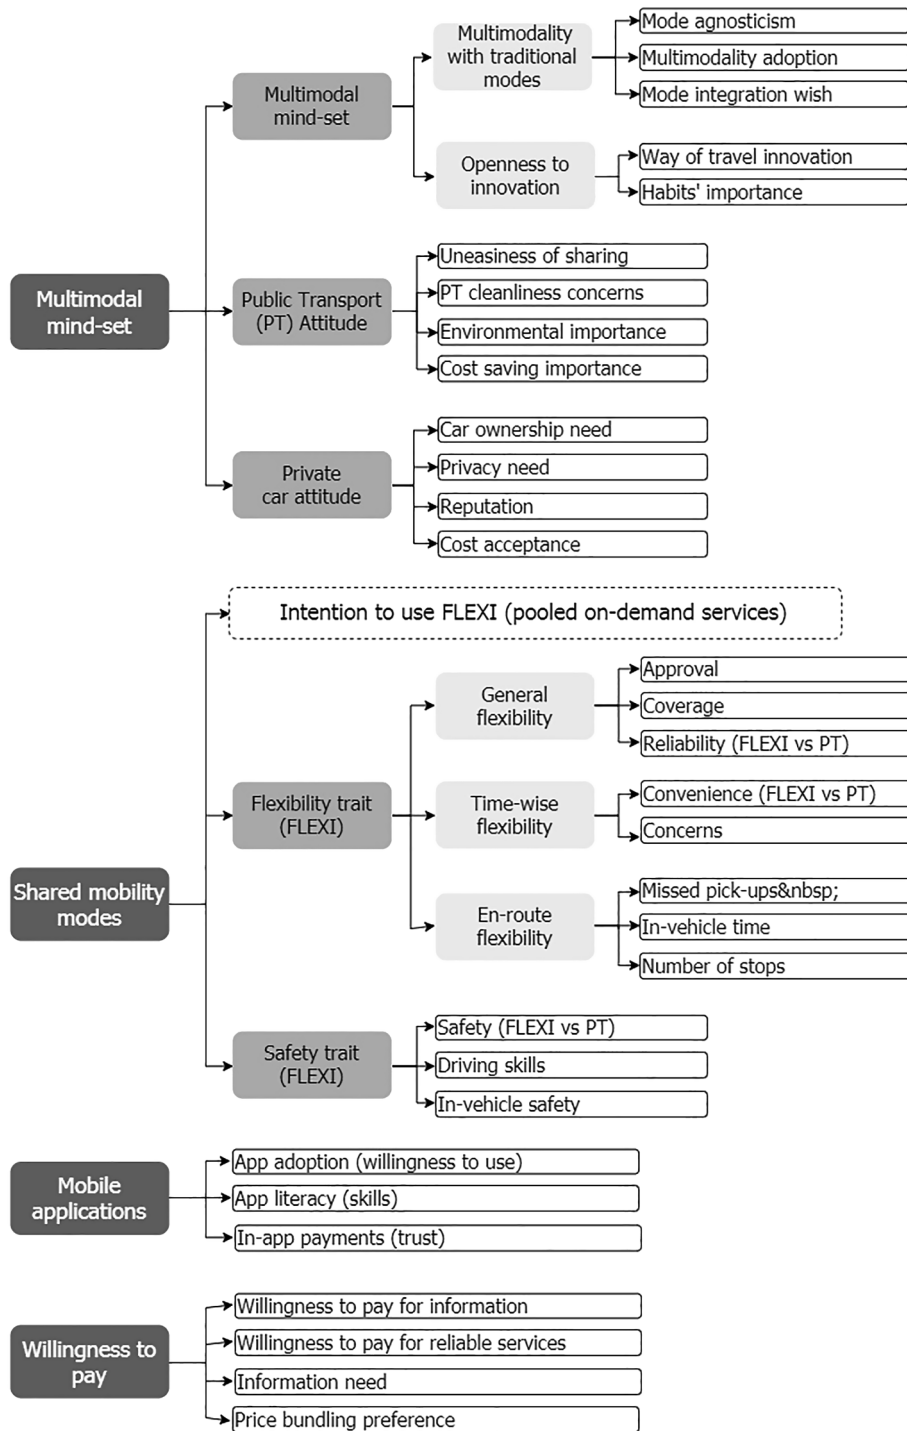 Multimodal
mind-set
Multimodal
mind-set
Multimodality
with traditional
modes
Mode agnosticism
Multimodality adoption
Mode integration wish
Openness to
innovation
Way of travel innovation
Habits' importance
Public Transport
(PT) Attitude
Uneasiness of sharing
PT cleanliness concerns
Environmental importance
Cost saving importance
Private
car attitude
Car ownership need
Privacy need
Reputation
Cost acceptance
Shared mobility
modes
Intention to use FLEXI (pooled on-demand services)
Flexibility trait
(FLEXI)
General
flexibility
Approval
Coverage
Reliability (FLEXI vs PT)
Time-wise
flexibility
Convenience (FLEXI vs PT)
Concerns
En-route
flexibility
Missed pick-ups&nbsp;
In-vehicle time
Number of stops
Safety trait
(FLEXI)
Safety (FLEXI vs PT)
Driving skills
In-vehicle safety
Mobile
applications
App adoption (willingness to use)
App literacy (skills)
In-app payments (trust)
Willingness to
pay
Willingness to pay for information
Willingness to pay for reliable services
Information need
Price bundling preference